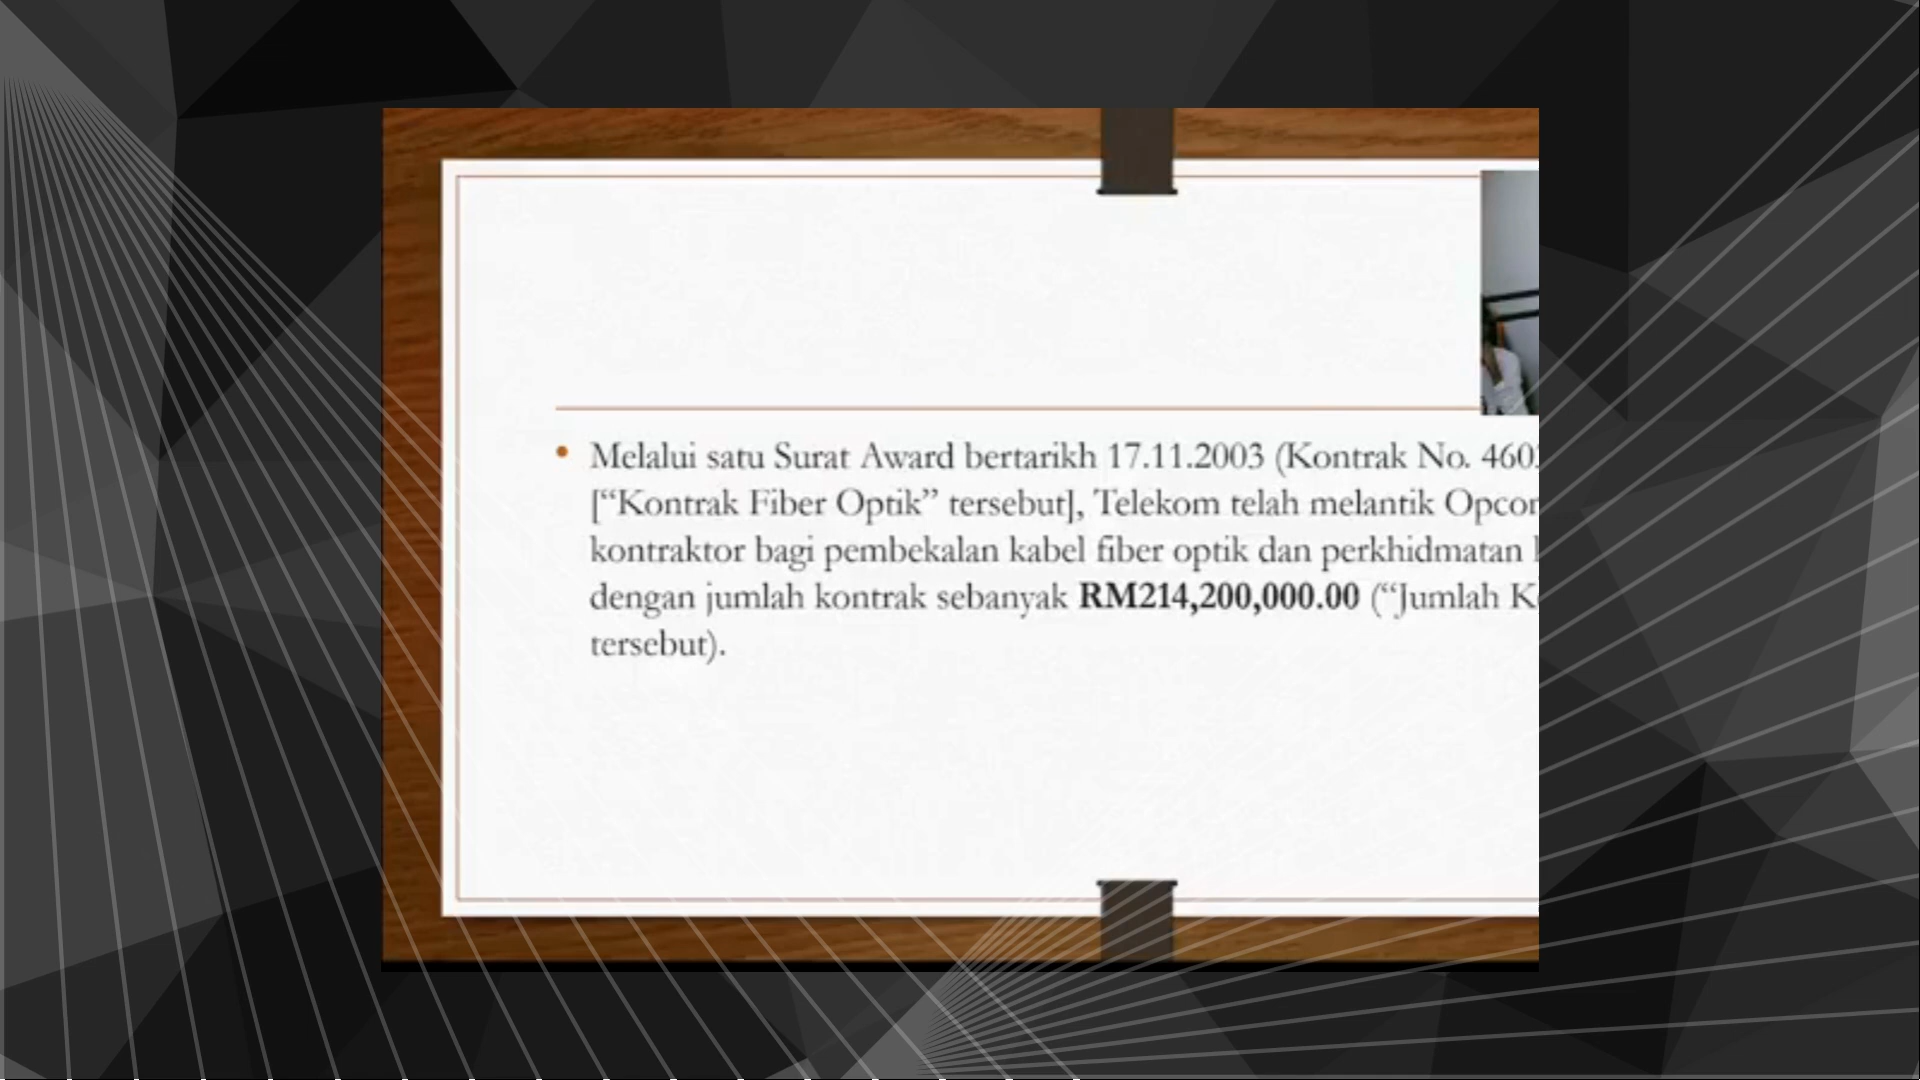 • Melalui satu Surat Award bertarikh 17.11.2003 (Kontrak No.
[“Kontrak Fiber Optik” tersebut], Telekom telah melantik
kontraktor bagi pembekalan kabel fiber optik dan perkhidmatan
dengan jumlah kontrak sebanyak RM214,200,000.00 (“Jumlah
tersebut).